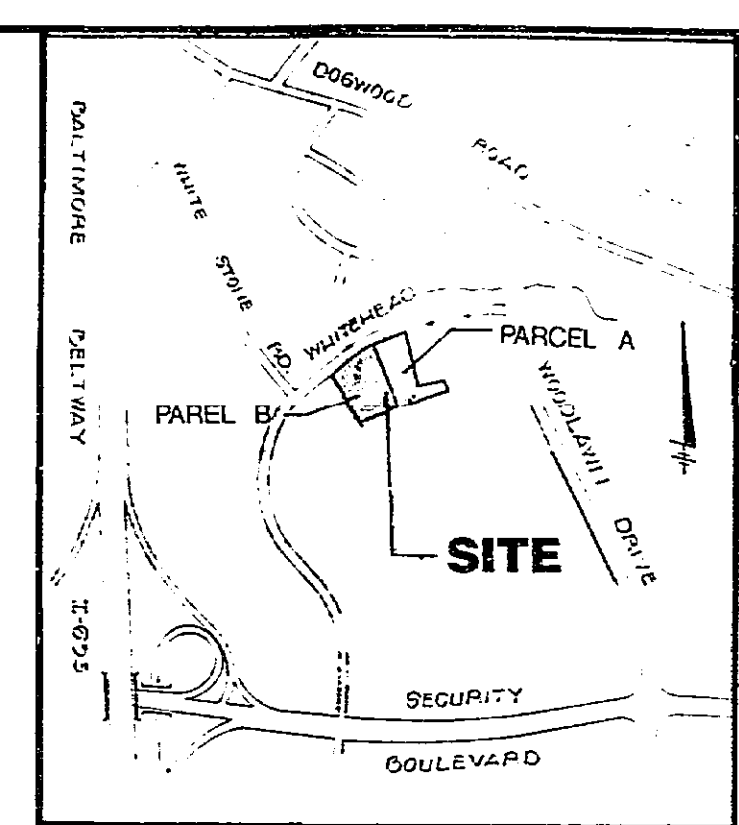 DOGWOOD
ROAD
BALTIMORE
WHITE
STONE
RD.
WHITEHEAD
PARCEL A
PAREL B
BELTWAY
WOODLAWN
DRIVE
SITE
I-695
SECURITY
BOULEVARD